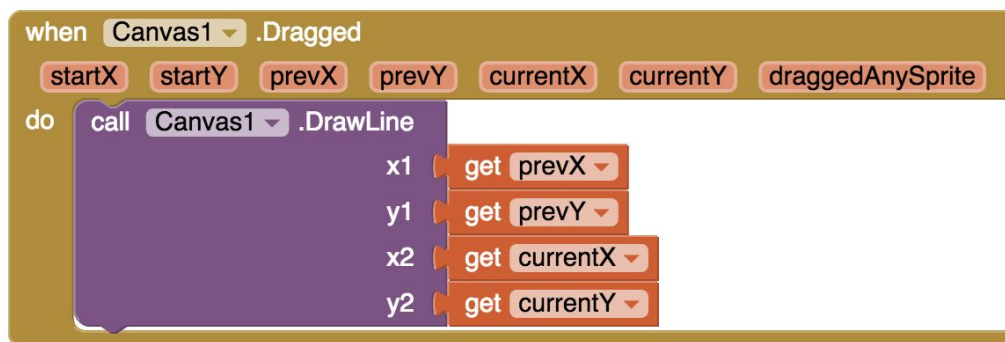 when Canvas1 .Dragged
startX startY prevX prevY currentX currentY draggedAnySprite
do call Canvas1 .DrawLine
x1 get prevX
y1 get prevY
x2 get currentX
y2 get currentY